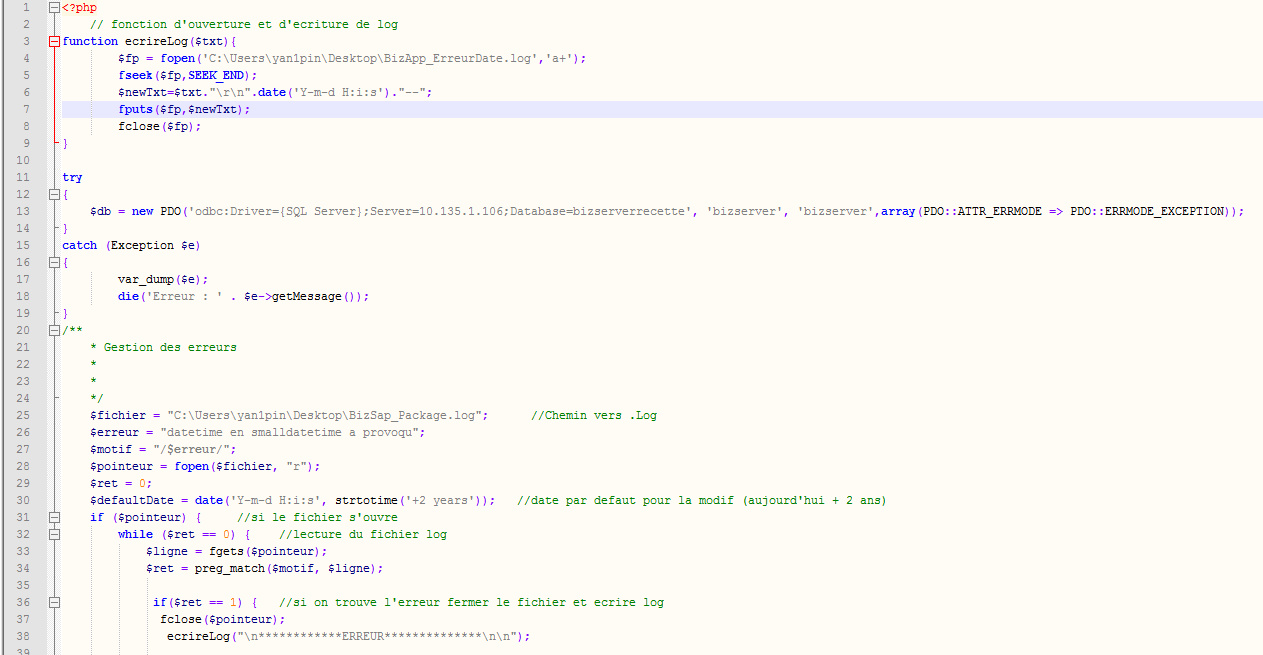 1 <?php
2 // fonction d'ouverture et d'ecriture de log
3 function ecrireLog($txt){
4 $fp = fopen('C:\Users\yan1pin\Desktop\BizApp_ErreurDate.log','a+');
5 fseek($fp,SEEK_END);
6 $newTxt=$txt."\r\n".date('Y-m-d H:i:s')."--";
7 fputs($fp,$newTxt);
8 fclose($fp);
9 }
10
11 try
12 {
13 $db = new PDO('odbc:Driver={SQL Server};Server=10.135.1.106;Database=bizserverrecette', 'bizserver', 'bizserver',array(PDO::ATTR_ERRMODE => PDO::ERRMODE_EXCEPTION));
14 }
15 catch (Exception $e)
16 {
17 var_dump($e);
18 die('Erreur : ' . $e->getMessage());
19 }
20 /**
21 * Gestion des erreurs
22 *
23 *
24 */
25 $fichier = "C:\Users\yan1pin\Desktop\BizSap_Package.log"; //Chemin vers .Log
26 $erreur = "datetime en smalldatetime a provoqu";
27 $motif = "/$erreur/";
28 $pointeur = fopen($fichier, "r");
29 $ret = 0;
30 $defaultDate = date('Y-m-d H:i:s', strtotime('+2 years')); //date par defaut pour la modif (aujourd'hui + 2 ans)
31 if ($pointeur) { //si le fichier s'ouvre
32 while ($ret == 0) { //lecture du fichier log
33 $ligne = fgets($pointeur);
34 $ret = preg_match($motif, $ligne);
35
36 if($ret == 1) { //si on trouve l'erreur fermer le fichier et ecrire log
37 fclose($pointeur);
38 ecrireLog("\n************ERREUR**************\n\n");
39